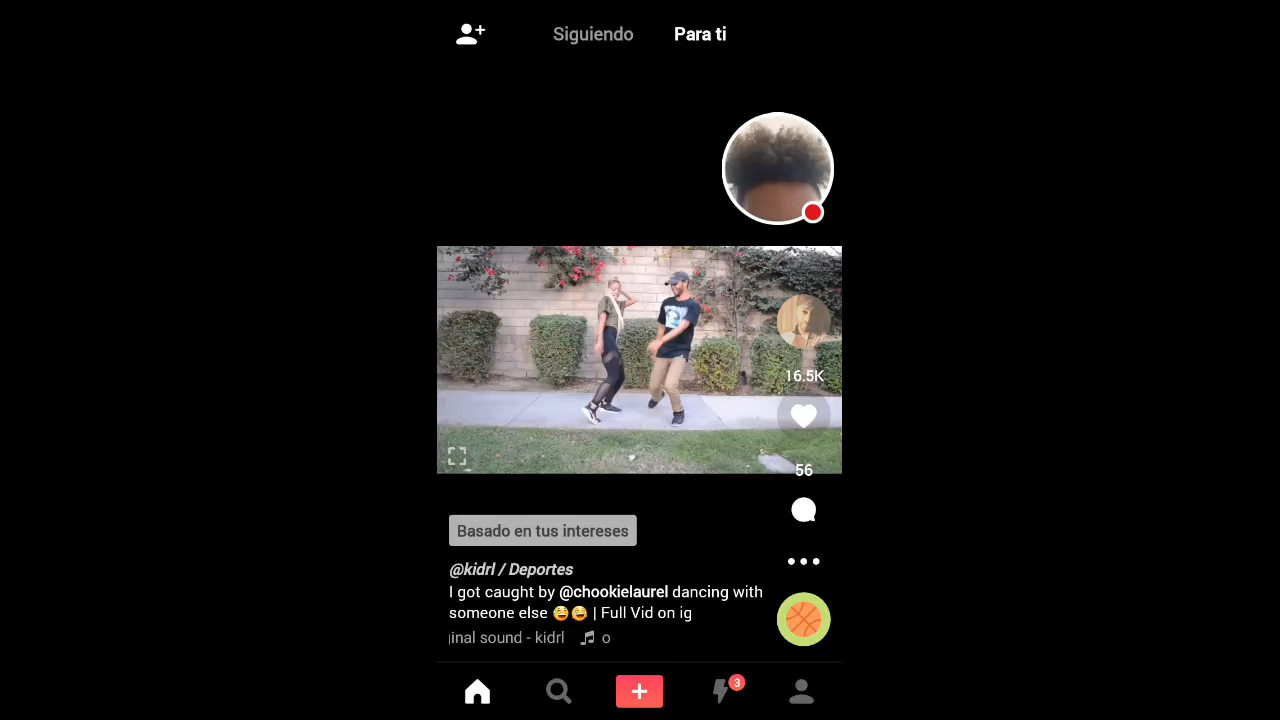 Siguiendo Para ti
16.5K
56
Basado en tus intereses
@kidrl / Deportes
I got caught by @chookielaurel dancing with
someone else 😅🤣 | Full Vid on ig
inal sound - kidrl o
3